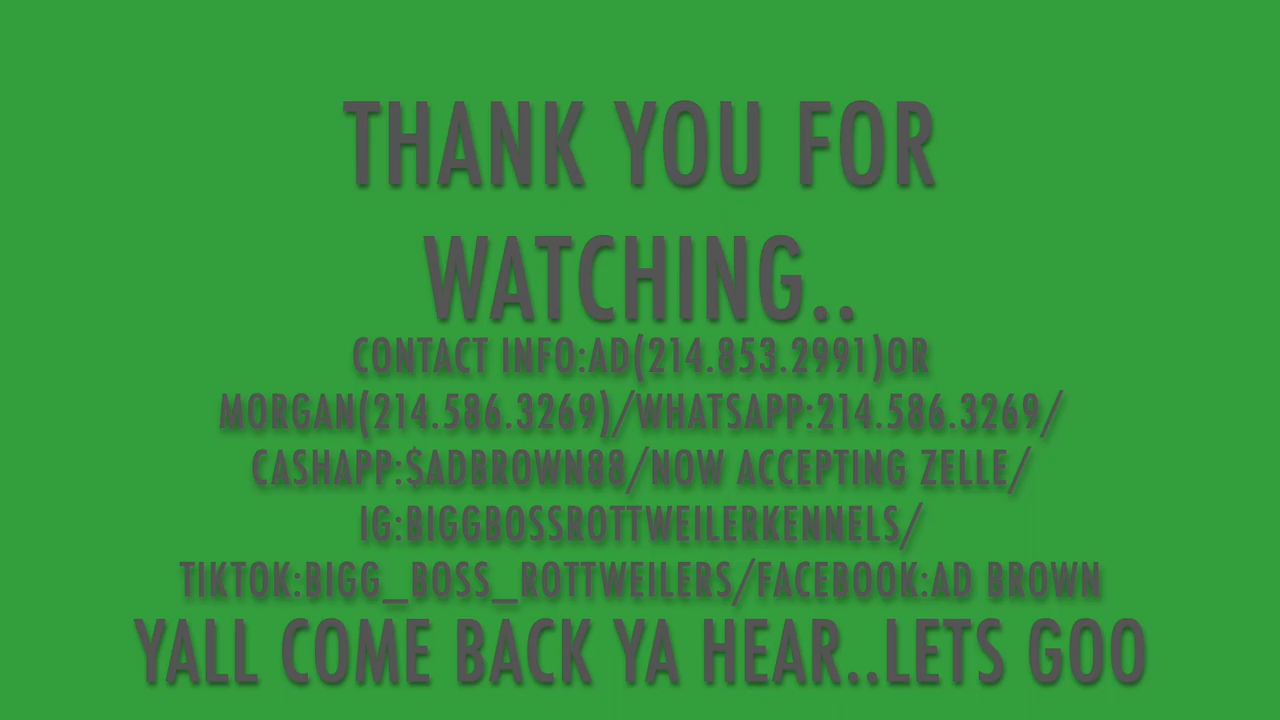 THANK YOU FOR
WATCHING..
CONTACT INFO:AD(214.853.2991)OR
MORGAN(214.586.3269)/WHATSAPP:214.586.3269/
CASHAPP:$ADBROWN88/NOW ACCEPTING ZELLE/
IG:BIGGBOSSROTTWEILERKENNELS/
TIKTOK:BIGG_BOSS_ROTTWEILERS/FACEBOOK:AD BROWN
YALL COME BACK YA HEAR..LETS GOO